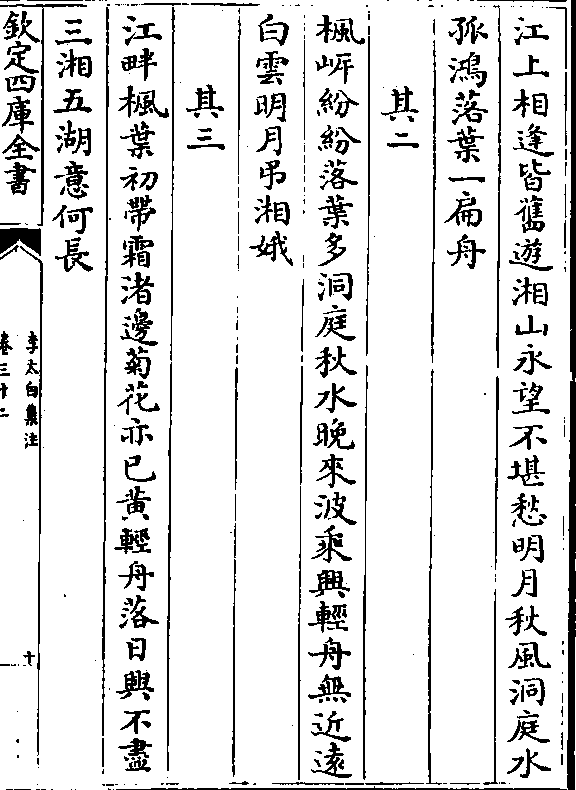 江上相逢皆舊遊湘山永望不堪愁明月秋風洞庭水
孤鴻落葉一扁舟
其二
楓岸紛紛落葉多洞庭秋水晚來波乘興輕舟無近遠
白雲明月弔湘娥
其三
江畔楓葉初帶霜渚邊菊花亦已黃輕舟落日興不盡
三湘五湖意何長
欽定四庫全書
李太白集注
卷三十二
十